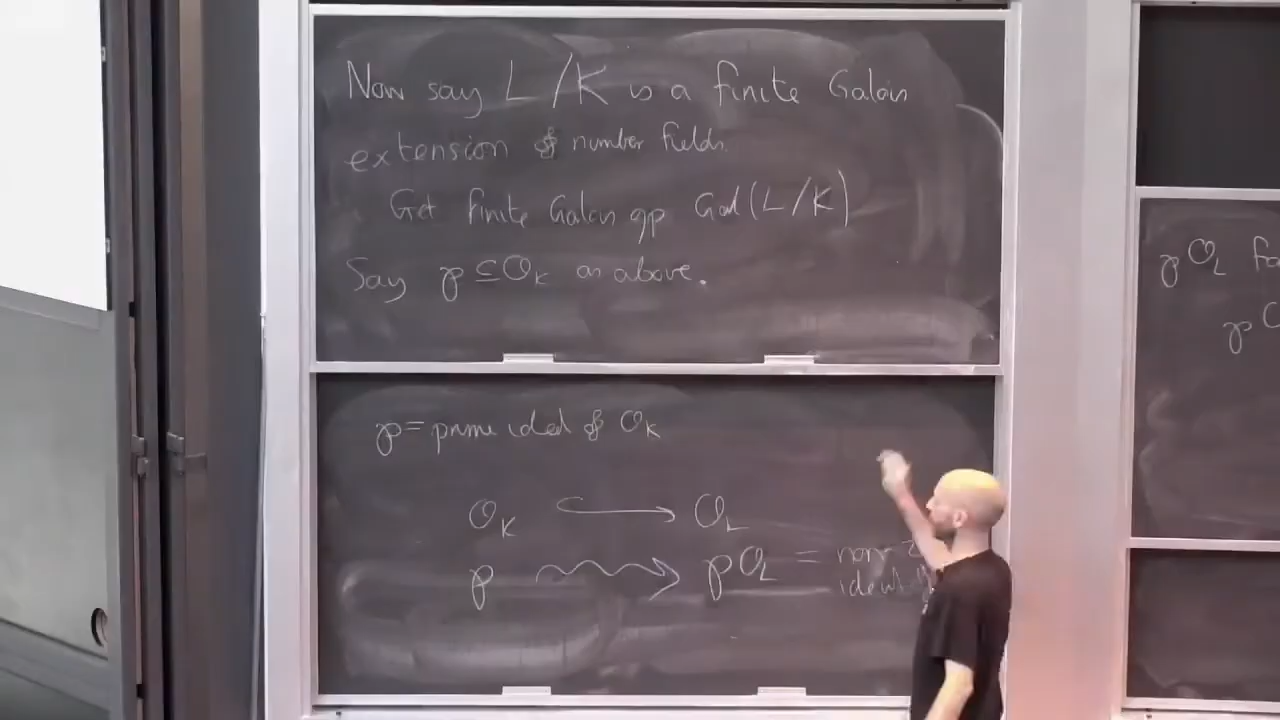 Now say L/K is a finite Galois
extension of number fields.
Get finite Galois gp Gal(L/K)
Say 𝔭 ⊆ 𝒪_K as above.
𝔭 = prime ideal of 𝒪_K
𝒪_K ↪ 𝒪_L
𝔭 ⇝ 𝔭𝒪_L = non
ideal
𝔭𝒪_L fa
𝔭